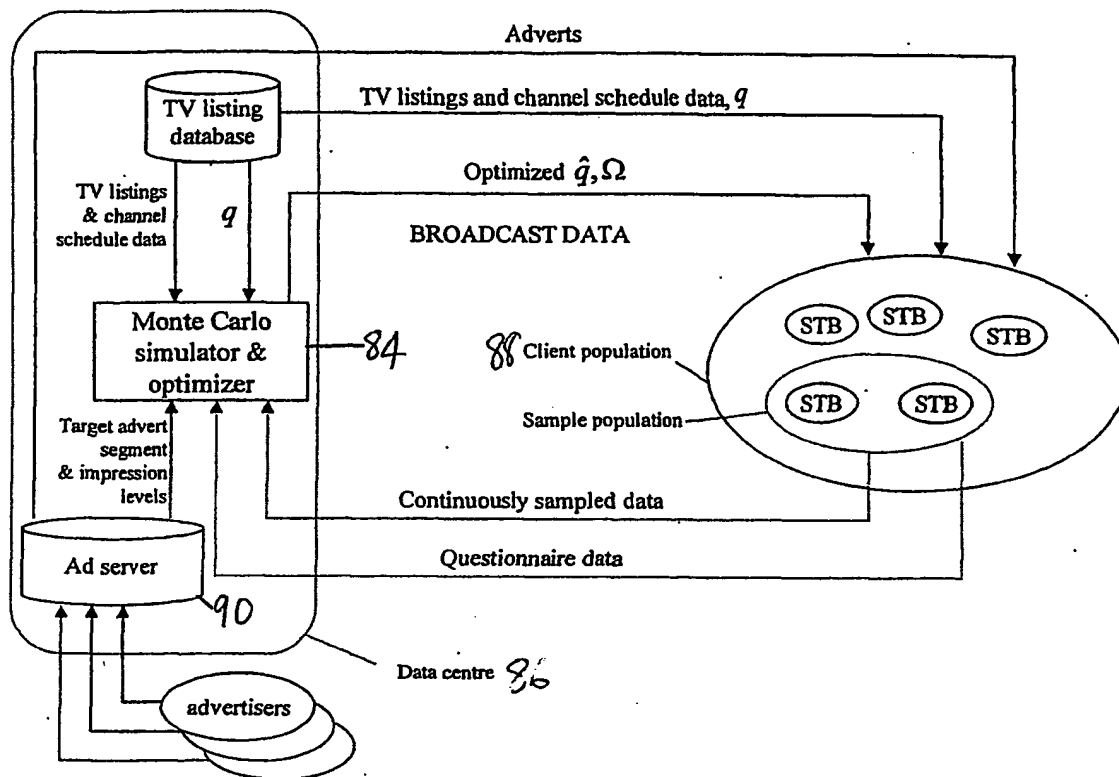 Adverts
TV listing
database
TV listings and channel schedule data, q
TV listings
& channel
schedule data
q
Optimized q̂, Ω
BROADCAST DATA
Monte Carlo
simulator &
optimizer
84
88 Client population
STB
STB
STB
Sample population
STB
STB
Target advert
segment
& impression
levels
Continuously sampled data
Questionnaire data
Ad server
90
Data centre 86
advertisers